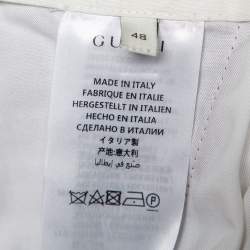 48
GUCCI
MADE IN ITALY
FABRIQUÉ EN ITALIE
HERGESTELLT IN ITALIEN
HECHO EN ITALIA
СДЕЛАНО В ИТАЛИИ
イタリア製
产地:意大利
صنع في إيطاليا
P